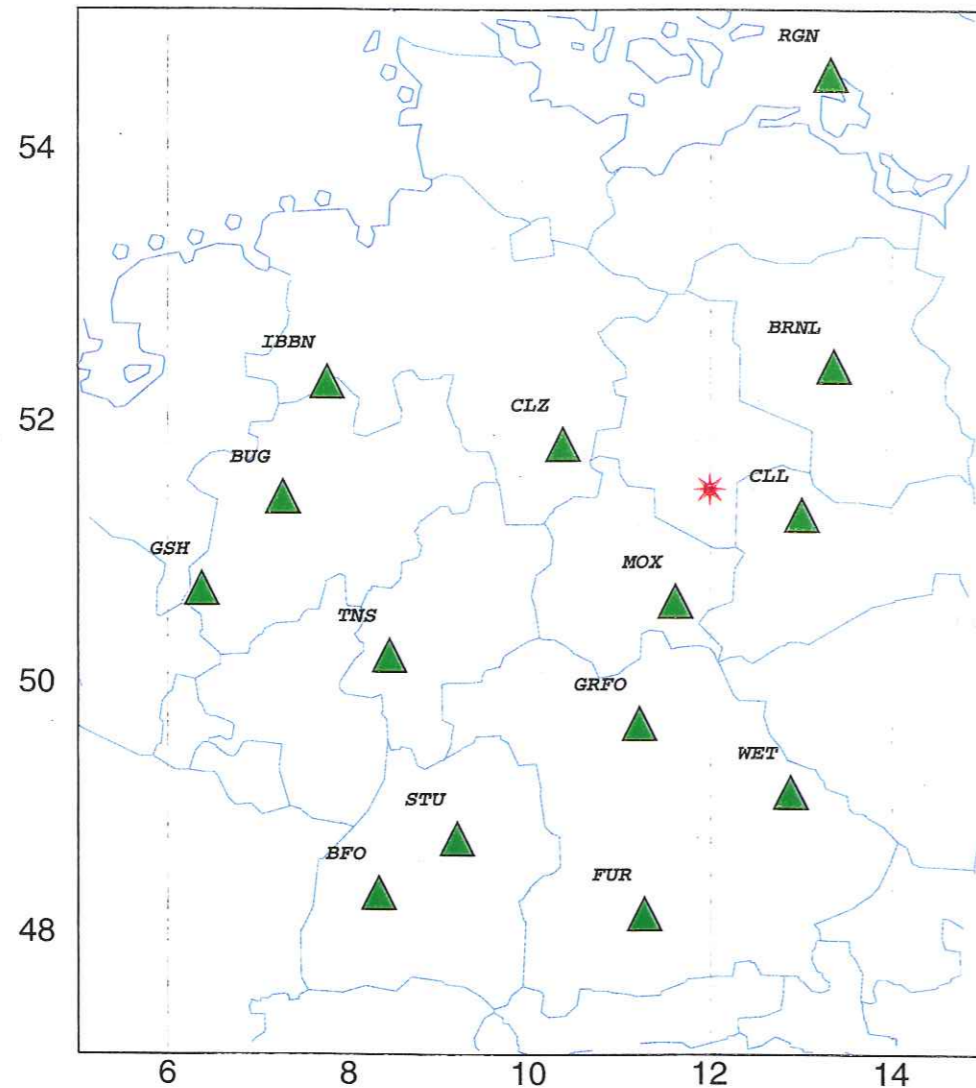 RGN
54
BRNL
IBBN
52
CLZ
BUG
CLL
GSH
MOX
TNS
50
GRFO
WET
STU
BFO
FUR
48
6 8 10 12 14